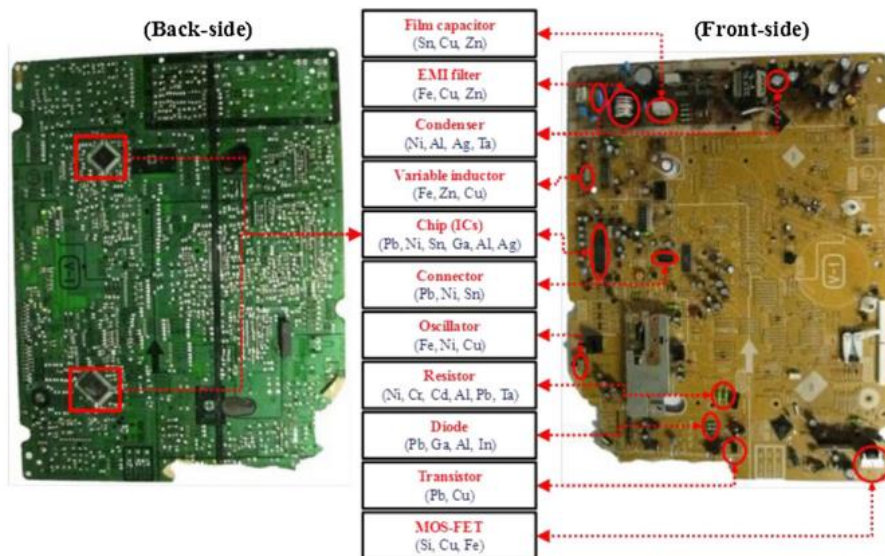 (Back-side)
Film capacitor
(Sn, Cu, Zn)
(Front-side)
EMI filter
(Fe, Cu, Zn)
Condenser
(Ni, Al, Ag, Ta)
Variable inductor
(Fe, Zn, Cu)
Chip (ICs)
(Pb, Ni, Sn, Ga, Al, Ag)
Connector
(Pb, Ni, Sn)
Oscillator
(Fe, Ni, Cu)
Resistor
(Ni, Cr, Cd, Al, Pb, Ta)
Diode
(Pb, Ga, Al, In)
Transistor
(Pb, Cu)
MOS-FET
(Si, Cu, Fe)